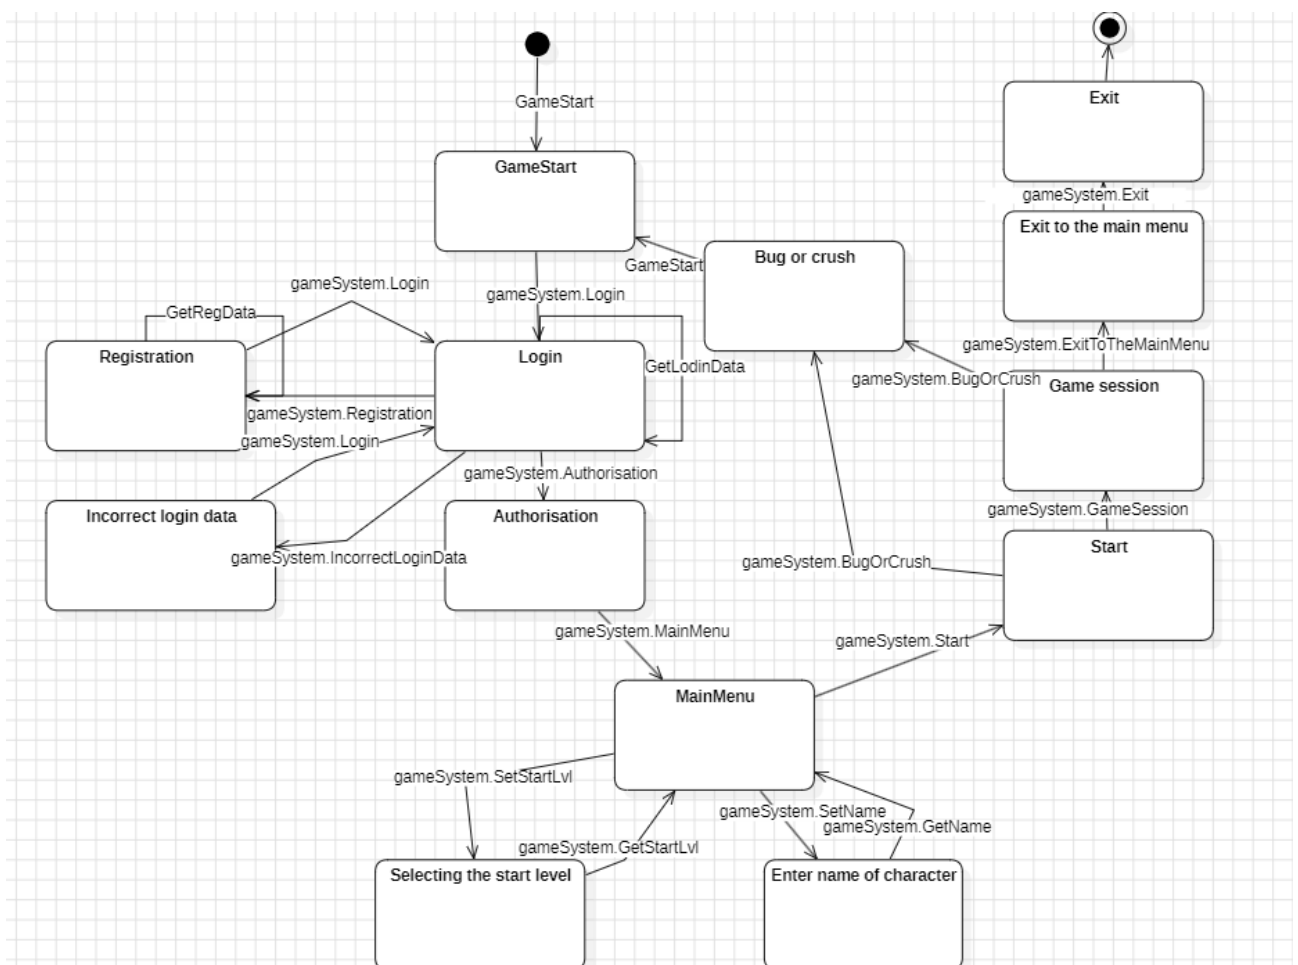 GameStart
Exit
GameStart
gameSystem.Exit
Exit to the main menu
Bug or crush
GameStart
gameSystem.Login
gameSystem.Login
GetRegData
gameSystem.ExitToTheMainMenu
Registration
Login
GetLodinData
gameSystem.BugOrCrush
Game session
gameSystem.Registration
gameSystem.Login
gameSystem.Authorisation
gameSystem.GameSession
Incorrect login data
Authorisation
Start
gameSystem.IncorrectLoginData
gameSystem.BugOrCrush
gameSystem.MainMenu
gameSystem.Start
MainMenu
gameSystem.SetStartLvl
gameSystem.SetName
gameSystem.GetName
gameSystem.GetStartLvl
Selecting the start level
Enter name of character